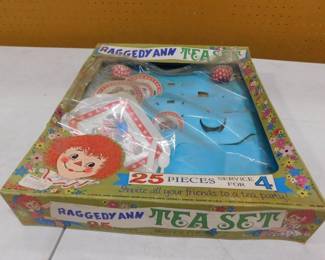 RAGGEDY ANN TEA SET
25 PIECES SERVICE FOR 4
Invite all your friends to a tea party!
RAGGEDY ANN TEA SET
25